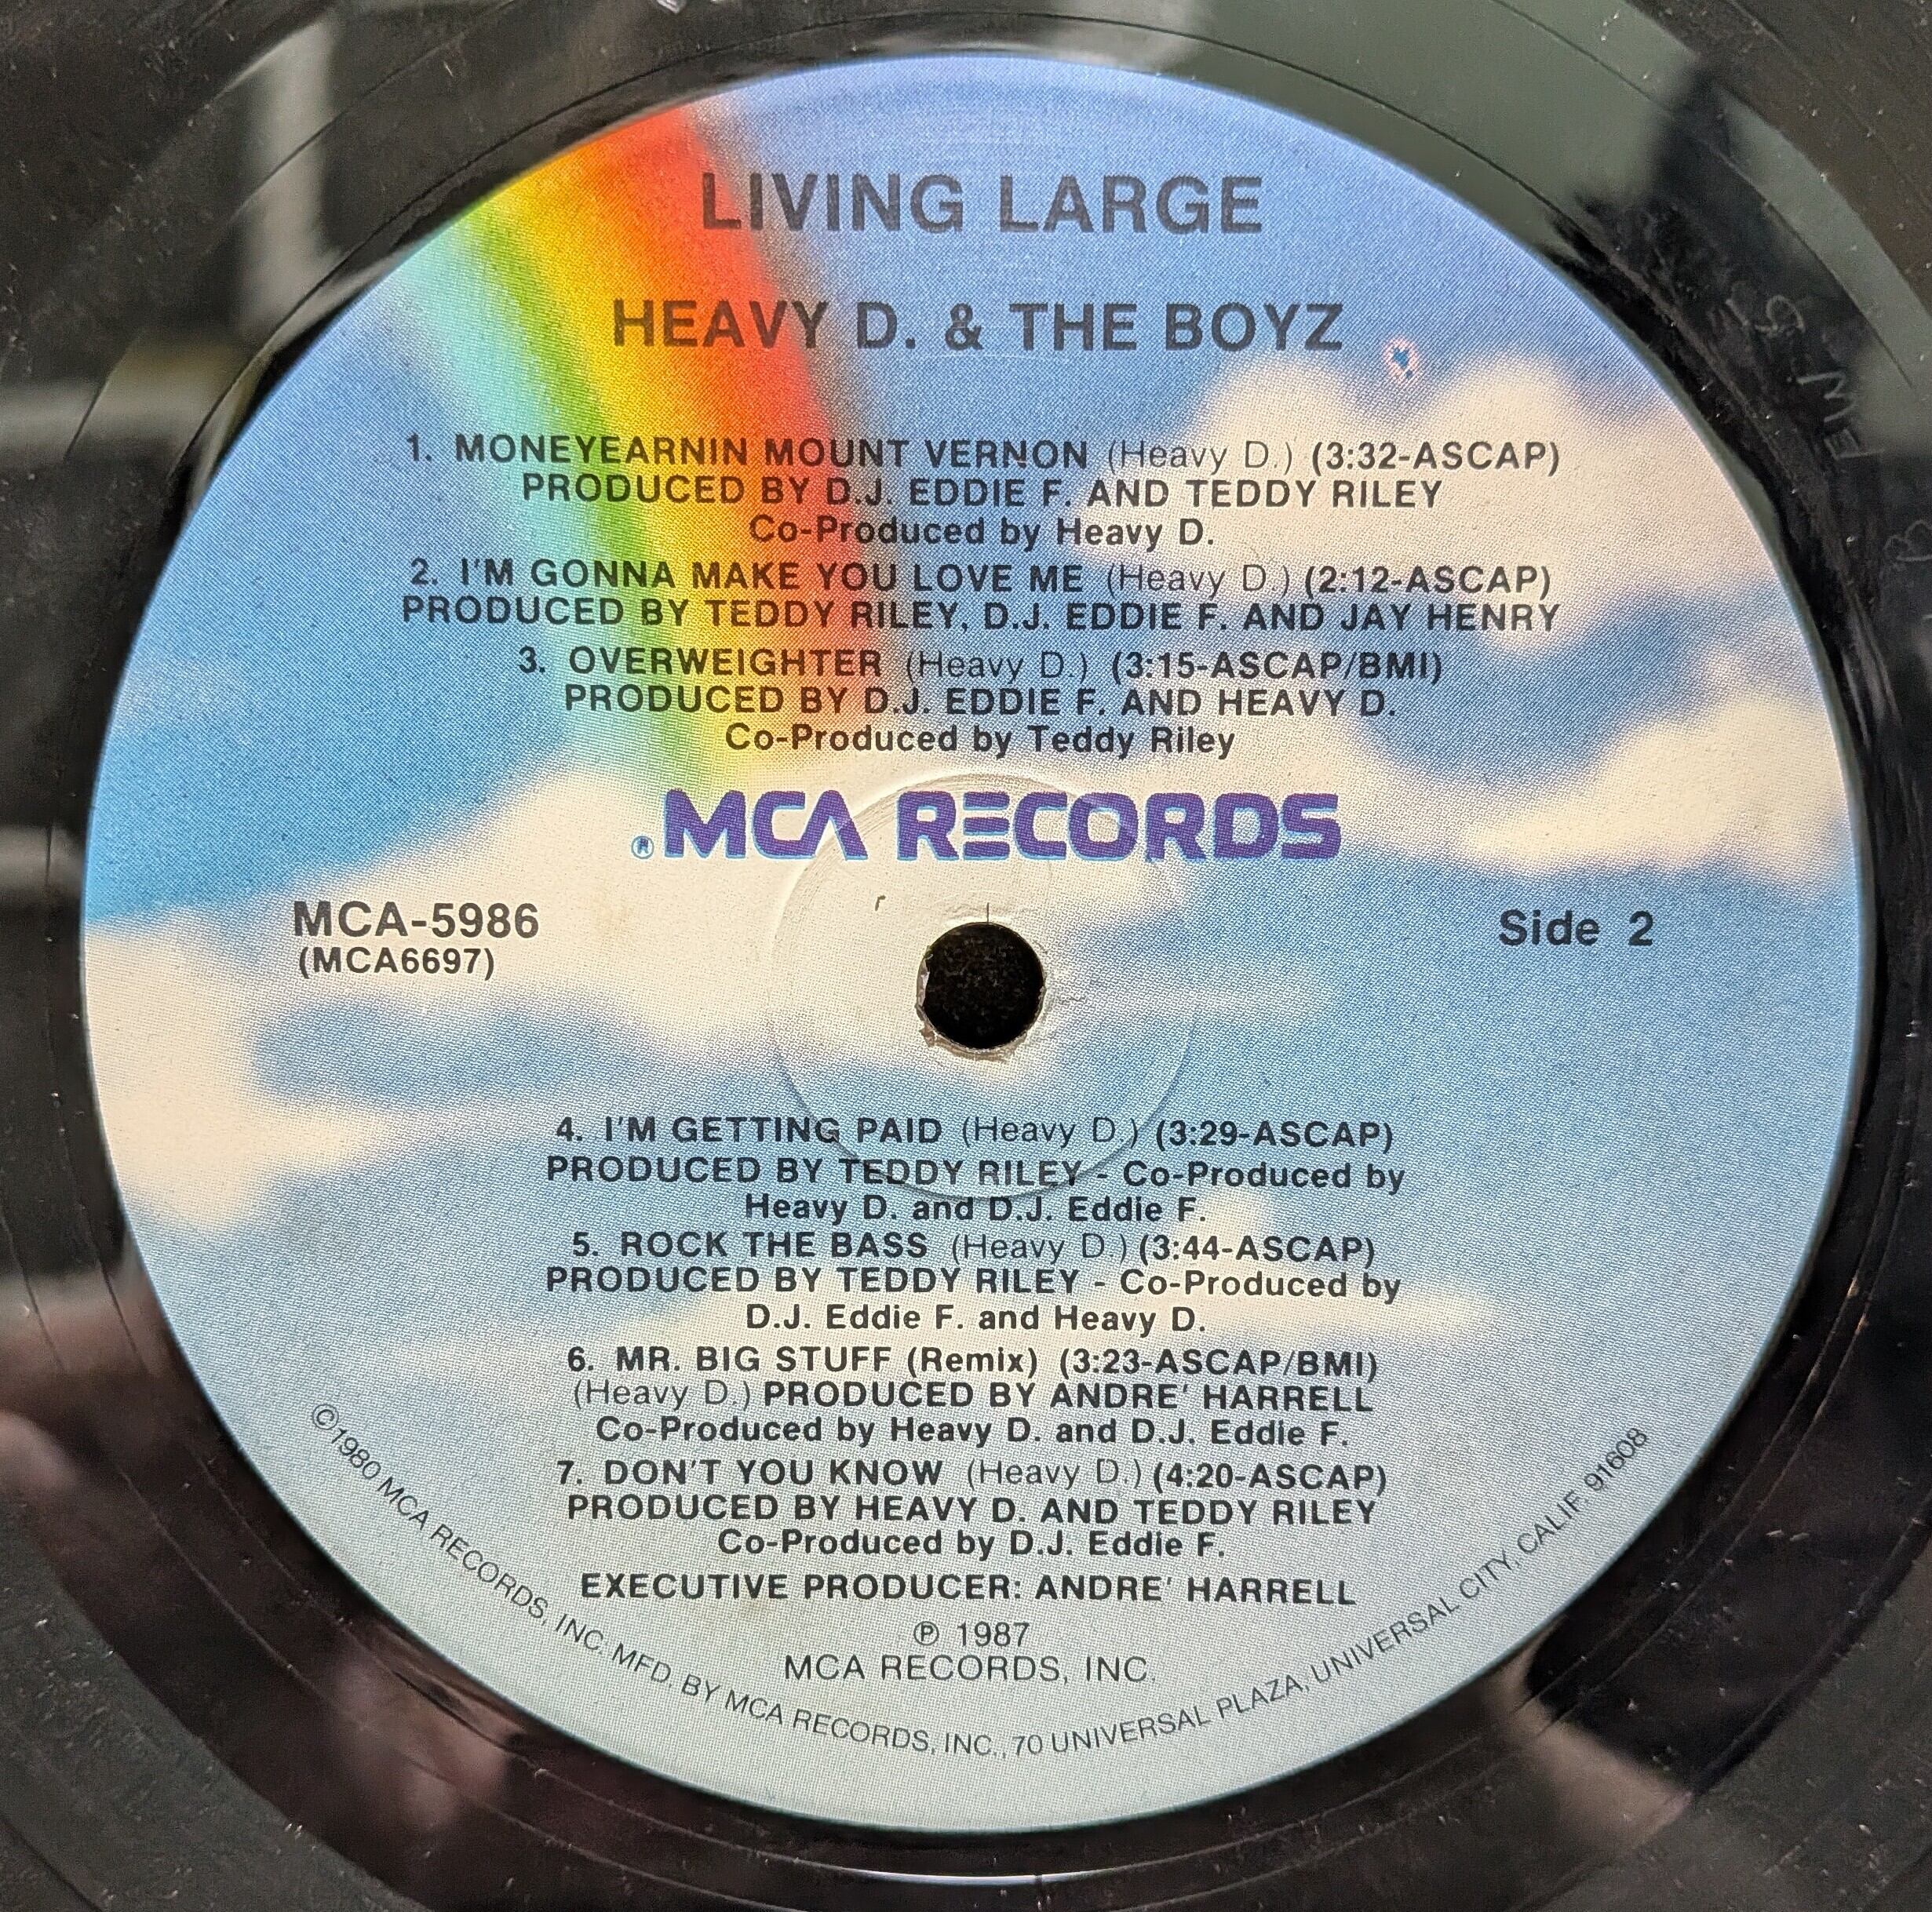 LIVING LARGE
HEAVY D. & THE BOYZ
1. MONEYEARNIN MOUNT VERNON (Heavy D.) (3:32-ASCAP)
PRODUCED BY D.J. EDDIE F. AND TEDDY RILEY
Co-Produced by Heavy D.
2. I'M GONNA MAKE YOU LOVE ME (Heavy D.) (2:12-ASCAP)
PRODUCED BY TEDDY RILEY, D.J. EDDIE F. AND JAY HENRY
3. OVERWEIGHTER (Heavy D.) (3:15-ASCAP/BMI)
PRODUCED BY D.J. EDDIE F. AND HEAVY D.
Co-Produced by Teddy Riley
® MCA RECORDS
MCA-5986
(MCA6697)
Side 2
4. I'M GETTING PAID (Heavy D.) (3:29-ASCAP)
PRODUCED BY TEDDY RILEY - Co-Produced by
Heavy D. and D.J. Eddie F.
5. ROCK THE BASS (Heavy D.) (3:44-ASCAP)
PRODUCED BY TEDDY RILEY - Co-Produced by
D.J. Eddie F. and Heavy D.
6. MR. BIG STUFF (Remix) (3:23-ASCAP/BMI)
(Heavy D.) PRODUCED BY ANDRE' HARRELL
Co-Produced by Heavy D. and D.J. Eddie F.
7. DON'T YOU KNOW (Heavy D.) (4:20-ASCAP)
PRODUCED BY HEAVY D. AND TEDDY RILEY
Co-Produced by D.J. Eddie F.
EXECUTIVE PRODUCER: ANDRE' HARRELL
℗ 1987
MCA RECORDS, INC.
©1980 MCA RECORDS, INC. MFD. BY MCA RECORDS, INC., 70 UNIVERSAL PLAZA, UNIVERSAL CITY, CALIF. 91608